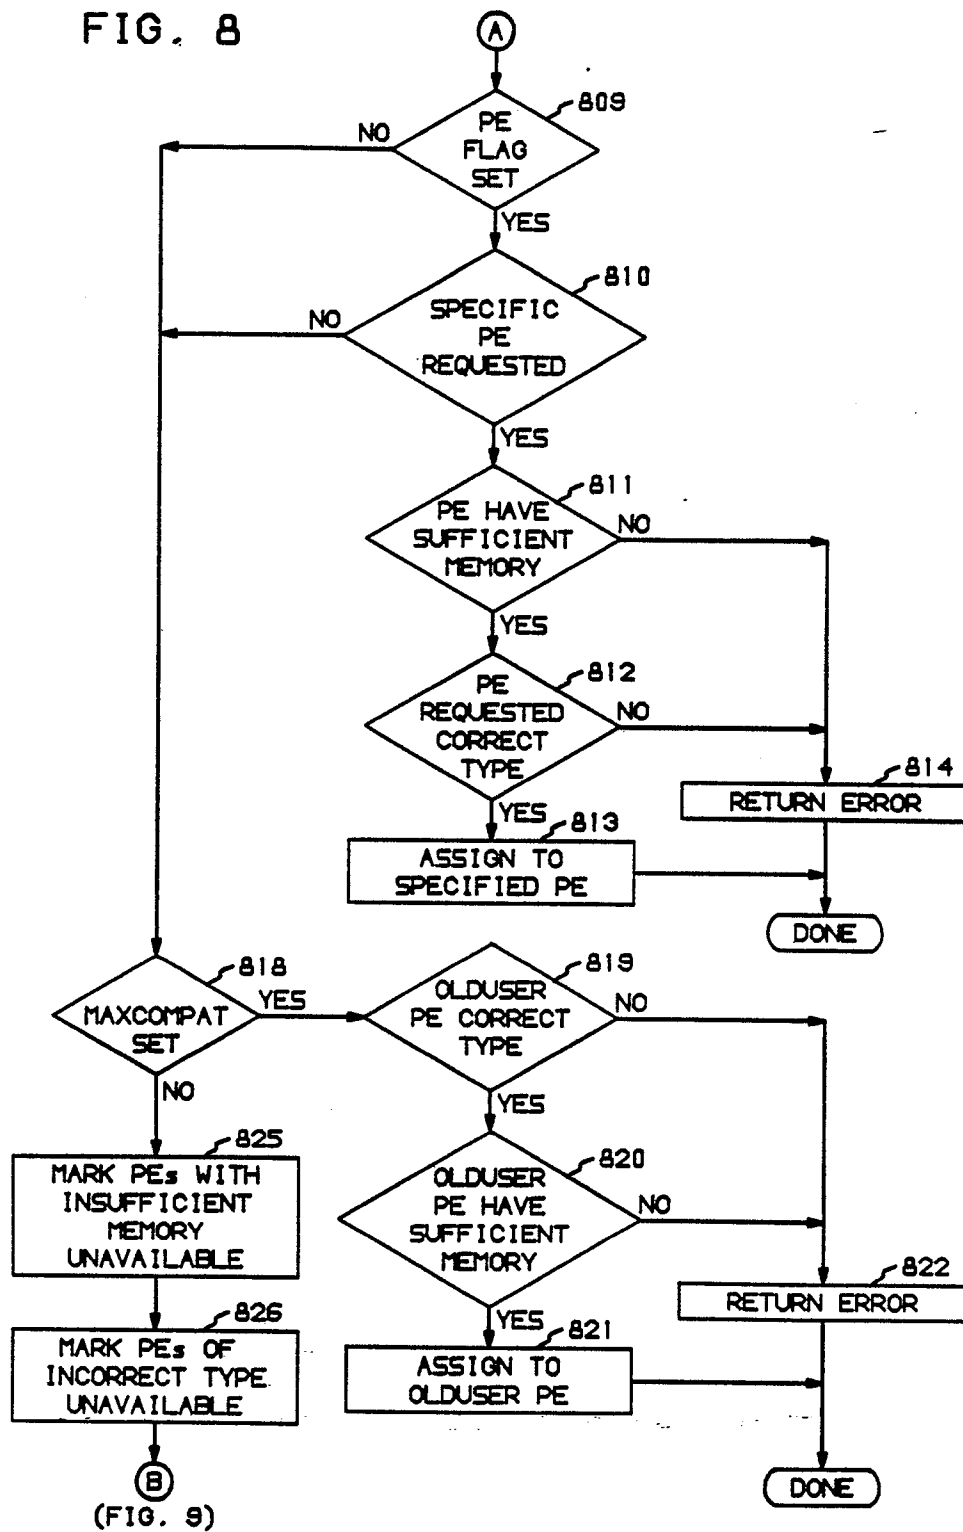 FIG. 8
A
809
PE
FLAG
SET
NO
YES
810
SPECIFIC
PE
REQUESTED
NO
YES
811
PE HAVE
SUFFICIENT
MEMORY
NO
YES
812
PE
REQUESTED
CORRECT
TYPE
NO
YES
813
ASSIGN TO
SPECIFIED PE
814
RETURN ERROR
DONE
818
MAXCOMPAT
SET
YES
NO
819
OLDUSER
PE CORRECT
TYPE
NO
YES
820
OLDUSER
PE HAVE
SUFFICIENT
MEMORY
NO
YES
821
ASSIGN TO
OLDUSER PE
822
RETURN ERROR
DONE
825
MARK PEs WITH
INSUFFICIENT
MEMORY
UNAVAILABLE
826
MARK PEs OF
INCORRECT TYPE
UNAVAILABLE
B
(FIG. 9)